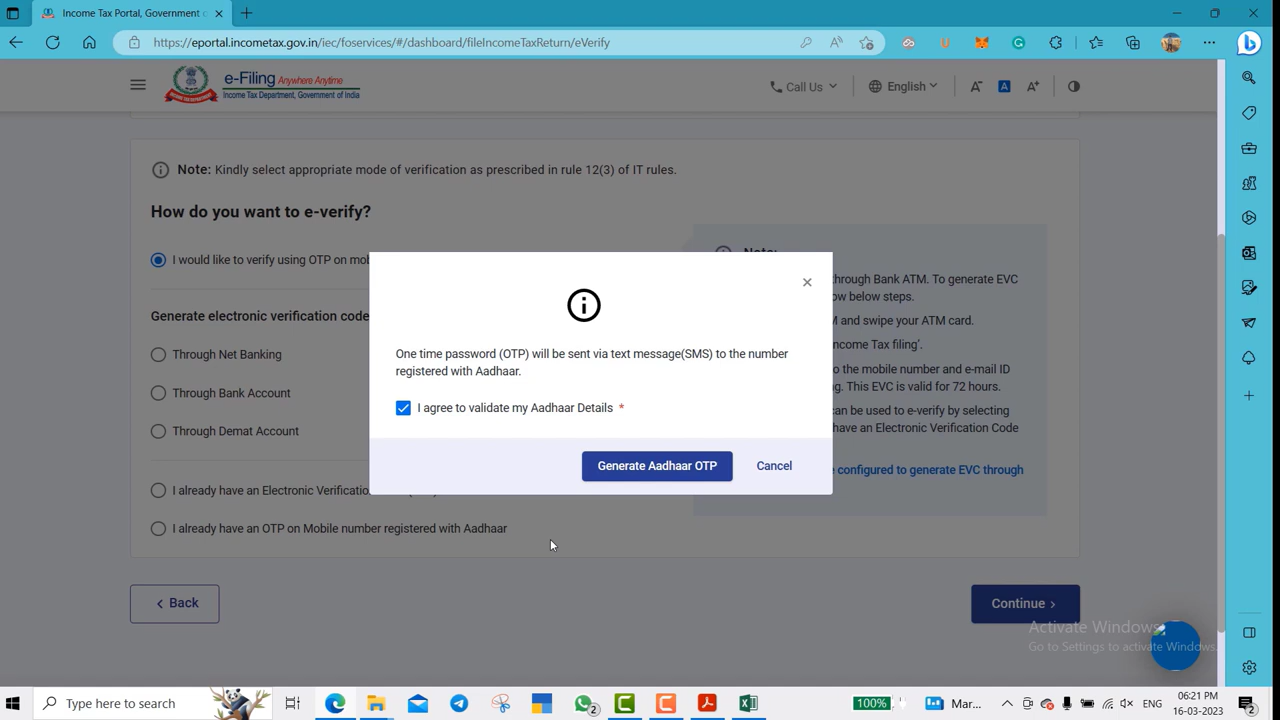 Income Tax Portal, Government o
https://eportal.incometax.gov.in/iec/foservices/#/dashboard/fileIncomeTaxReturn/eVerify
e-Filing Anywhere Anytime
Income Tax Department, Government of India
Call Us
English
A-
A
A+
Note: Kindly select appropriate mode of verification as prescribed in rule 12(3) of IT rules.
How do you want to e-verify?
I would like to verify using OTP on mob
Note:
through Bank ATM. To generate EVC
ow below steps.
M and swipe your ATM card.
ncome Tax filing'.
o the mobile number and e-mail ID
ng. This EVC is valid for 72 hours.
can be used to e-verify by selecting
have an Electronic Verification Code
e configured to generate EVC through
Generate electronic verification code
Through Net Banking
Through Bank Account
Through Demat Account
I already have an Electronic Verificatio
I already have an OTP on Mobile number registered with Aadhaar
One time password (OTP) will be sent via text message(SMS) to the number
registered with Aadhaar.
I agree to validate my Aadhaar Details *
Generate Aadhaar OTP
Cancel
Back
Continue
Activate Windows
Go to Settings to activate Windows.
Type here to search
2
100%
Mar...
ENG
06:21 PM
16-03-2023
2